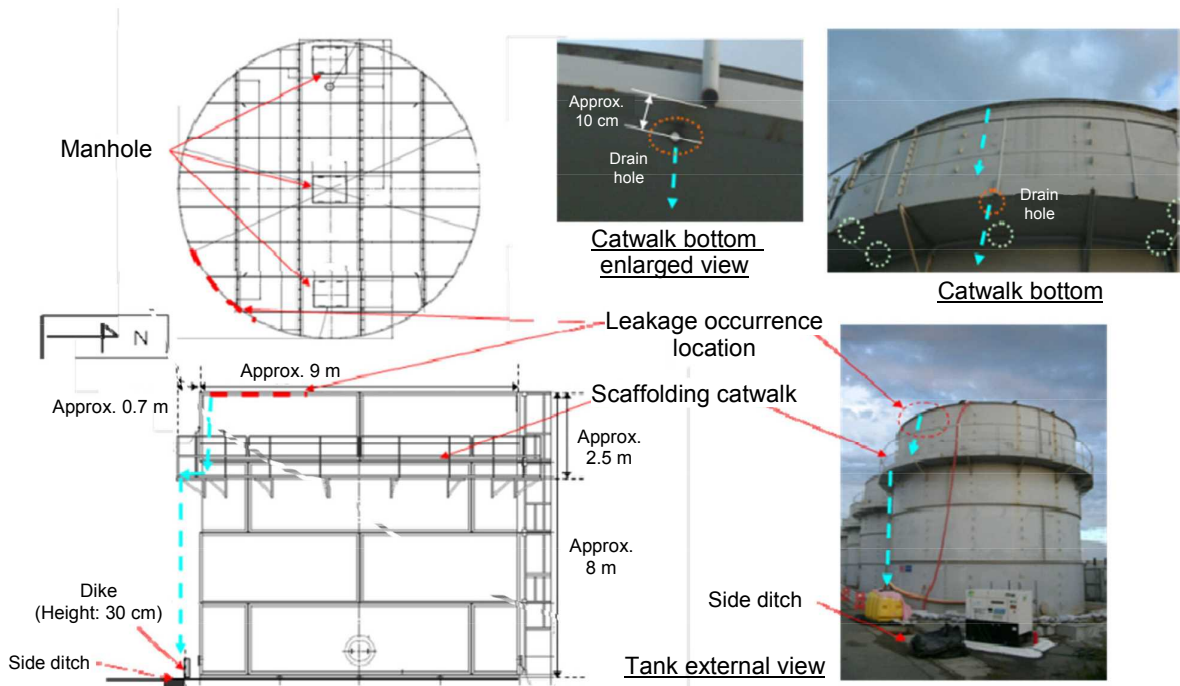 Manhole
Approx.
10 cm
Drain
hole
Catwalk bottom
enlarged view
Drain
hole
Catwalk bottom
N
Leakage occurrence
location
Approx. 9 m
Approx. 0.7 m
Scaffolding catwalk
Approx.
2.5 m
Approx.
8 m
Dike
(Height: 30 cm)
Side ditch
Side ditch
Tank external view